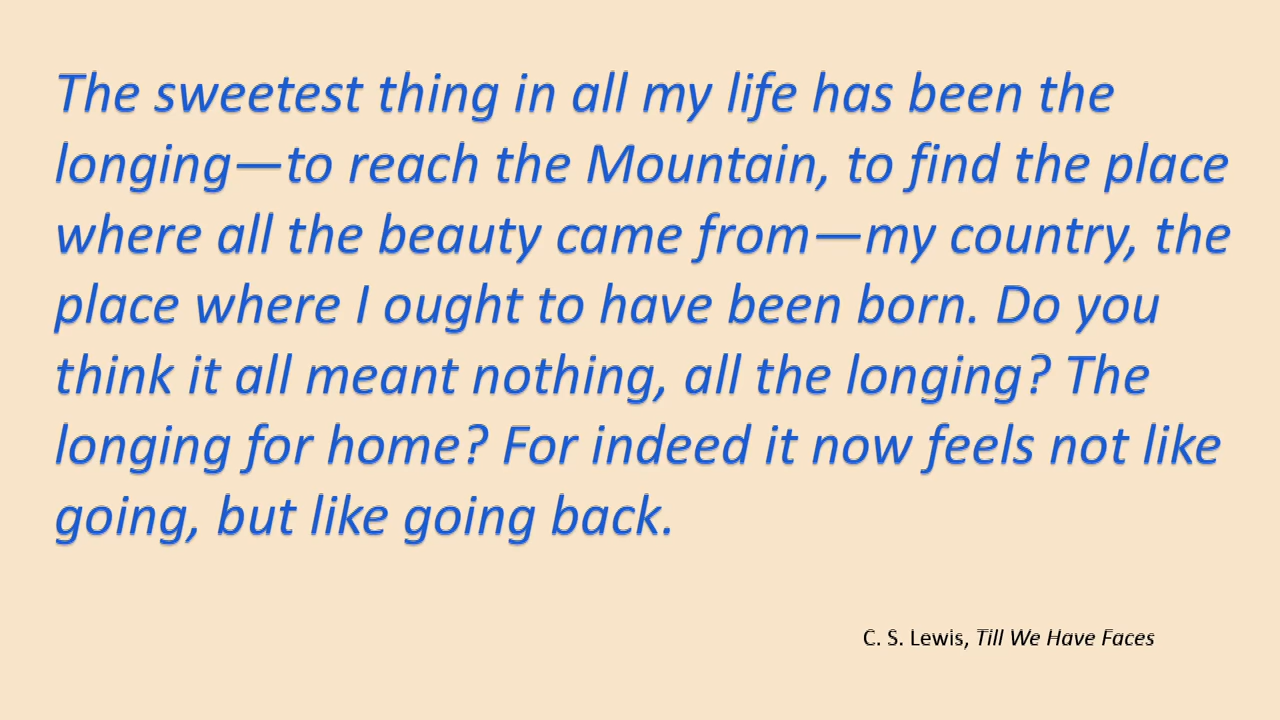 The sweetest thing in all my life has been the
longing—to reach the Mountain, to find the place
where all the beauty came from—my country, the
place where I ought to have been born. Do you
think it all meant nothing, all the longing? The
longing for home? For indeed it now feels not like
going, but like going back.
C. S. Lewis, Till We Have Faces